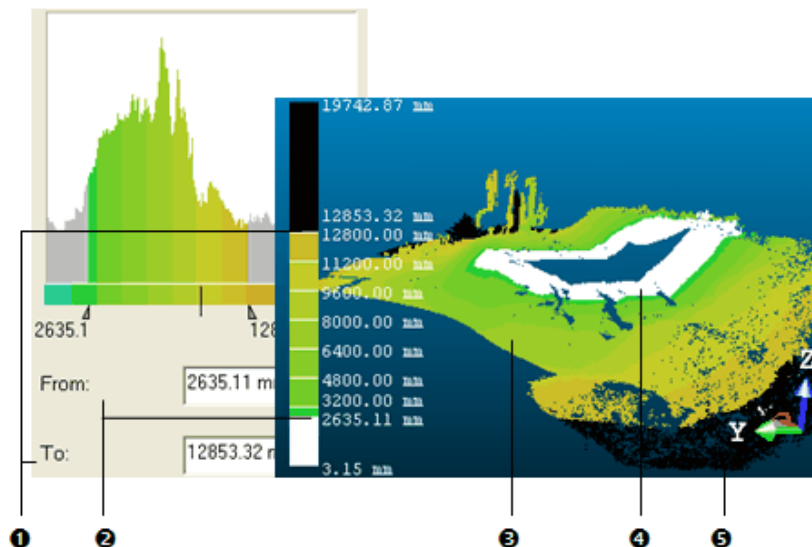 19742.87 mm
12853.32 mm
12800.00 mm
11200.00 mm
9600.00 mm
8000.00 mm
6400.00 mm
4800.00 mm
3200.00 mm
2635.11 mm
3.15 mm
2635.1
128
From:
2635.11 m
To:
12853.32 m
Z
Y
❶ ❷ ❸ ❹ ❺